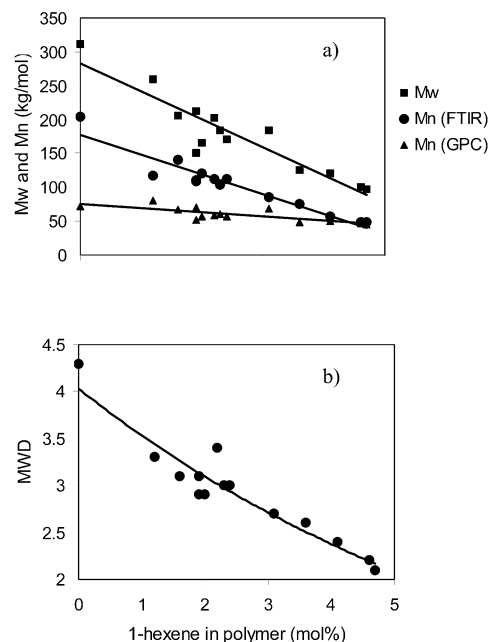 350
300
250
200
150
100
50
0
Mw and Mn (kg/mol)
a)
Mw
Mn (FTIR)
Mn (GPC)
4.5
4
3.5
3
2.5
2
MWD
b)
0 1 2 3 4 5
1-hexene in polymer (mol%)